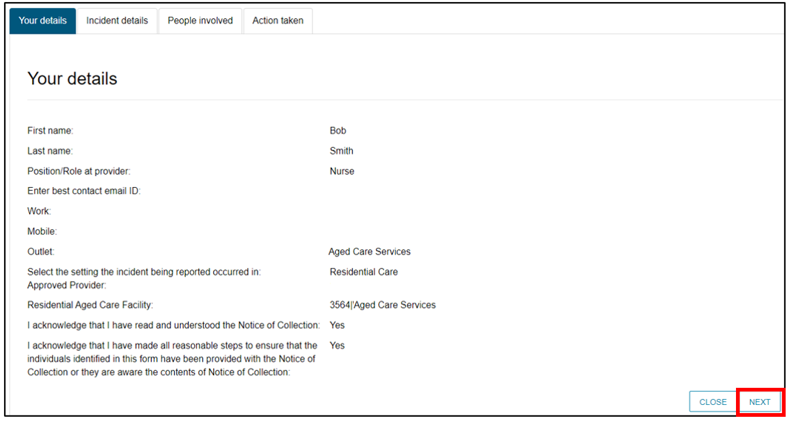 Your details Incident details People involved Action taken
Your details
First name: Bob
Last name: Smith
Position/Role at provider: Nurse
Enter best contact email ID:
Work:
Mobile:
Outlet: Aged Care Services
Select the setting the incident being reported occurred in: Residential Care
Approved Provider:
Residential Aged Care Facility: 3564|'Aged Care Services
I acknowledge that I have read and understood the Notice of Collection: Yes
I acknowledge that I have made all reasonable steps to ensure that the Yes
individuals identified in this form have been provided with the Notice of
Collection or they are aware the contents of Notice of Collection:
CLOSE NEXT